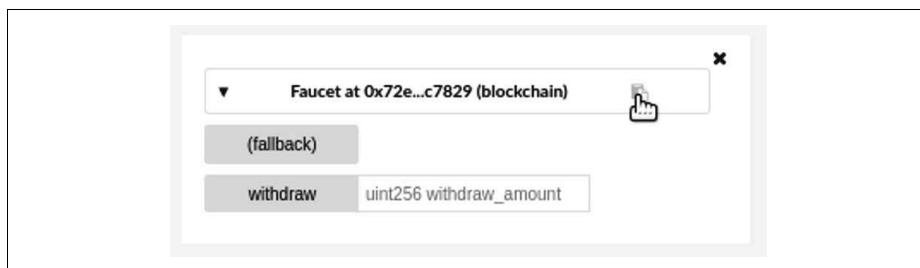 Faucet at 0x72e...c7829 (blockchain)
(fallback)
withdraw uint256 withdraw_amount